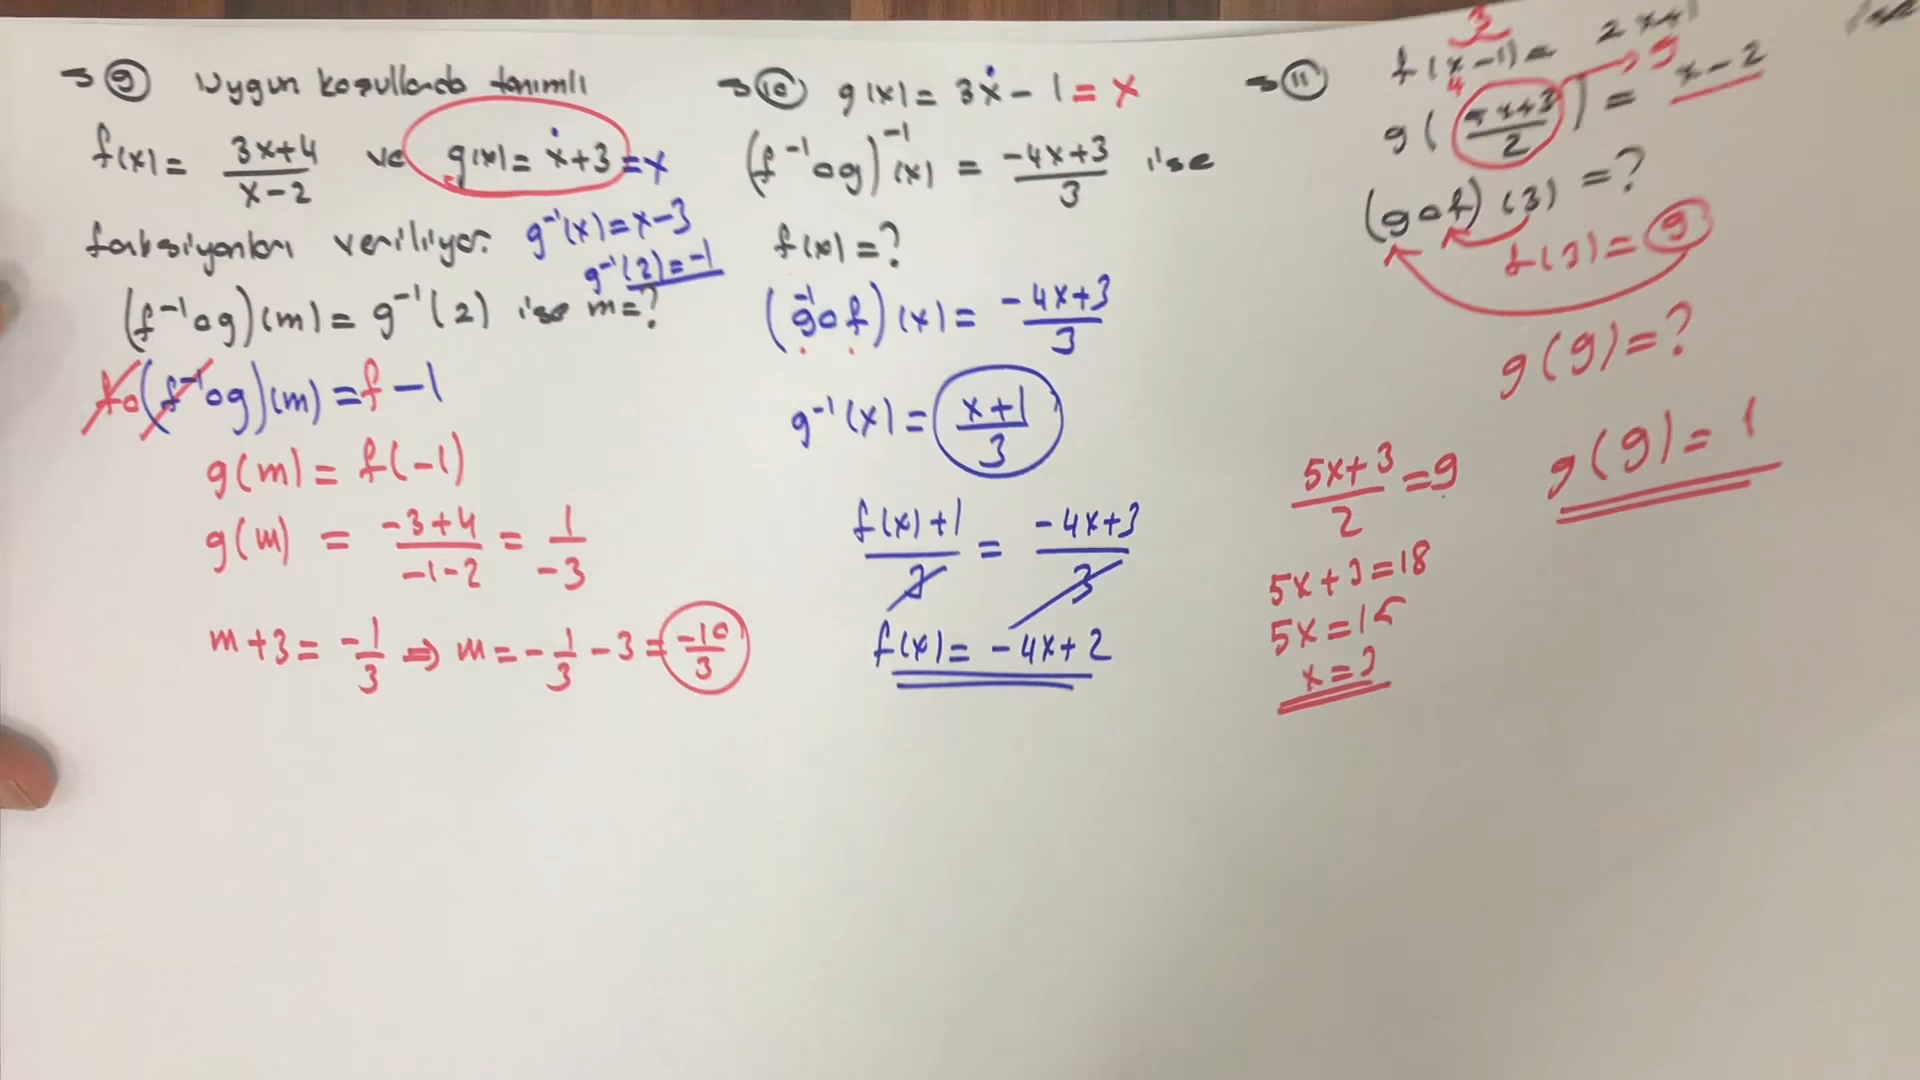 → ⑨ Uygun koşullarda tanımlı
f(x) = (3x+4)/(x-2) ve g(x) = x+3 = x
fonksiyonları veriliyor. g⁻¹(x) = x-3
g⁻¹(2) = -1
(f⁻¹og)(m) = g⁻¹(2) ise m=?
fo(f⁻¹og)(m) = f -1
g(m) = f(-1)
g(m) = (-3+4)/(-1-2) = 1/-3
m+3 = -1/3 ⇒ m = -1/3 - 3 = -10/3
→ ⑩ g(x) = 3x - 1 = x
(f⁻¹og)⁻¹(x) = (-4x+3)/3 ise
f(x) = ?
(g⁻¹of)(x) = (-4x+3)/3
g⁻¹(x) = (x+1)/3
(f(x)+1)/3 = (-4x+3)/3
f(x) = -4x+2
→ ⑪ f(x-1) = 2x+1
3
4
9
g((5x+3)/2) = x-2
(gof)(3) = ?
f(3) = 9
g(9) = ?
g(9) = 1
(5x+3)/2 = 9
5x+3 = 18
5x = 15
x = 3